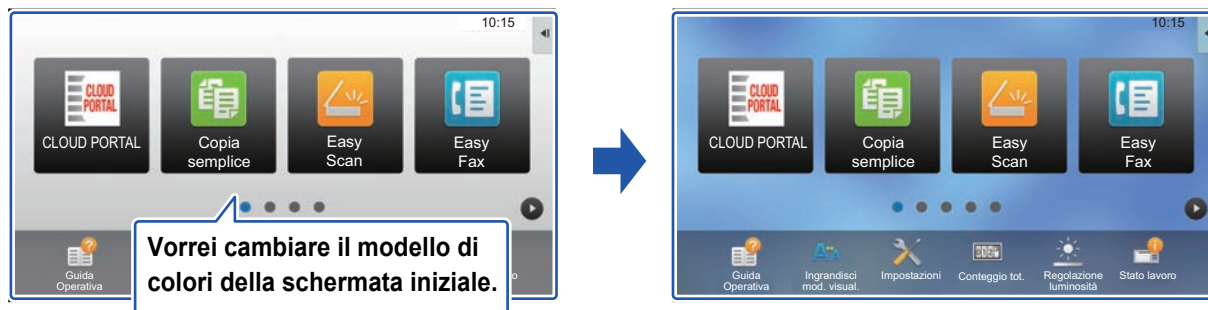 10:15
CLOUD
PORTAL
CLOUD PORTAL
Copia
semplice
Easy
Scan
Easy
Fax
Vorrei cambiare il modello di
colori della schermata iniziale.
Guida
Operativa
o
10:15
CLOUD
PORTAL
CLOUD PORTAL
Copia
semplice
Easy
Scan
Easy
Fax
Guida
Operativa
Ingrandisci
mod. visual.
Impostazioni
Conteggio tot.
Regolazione
luminosità
Stato lavoro